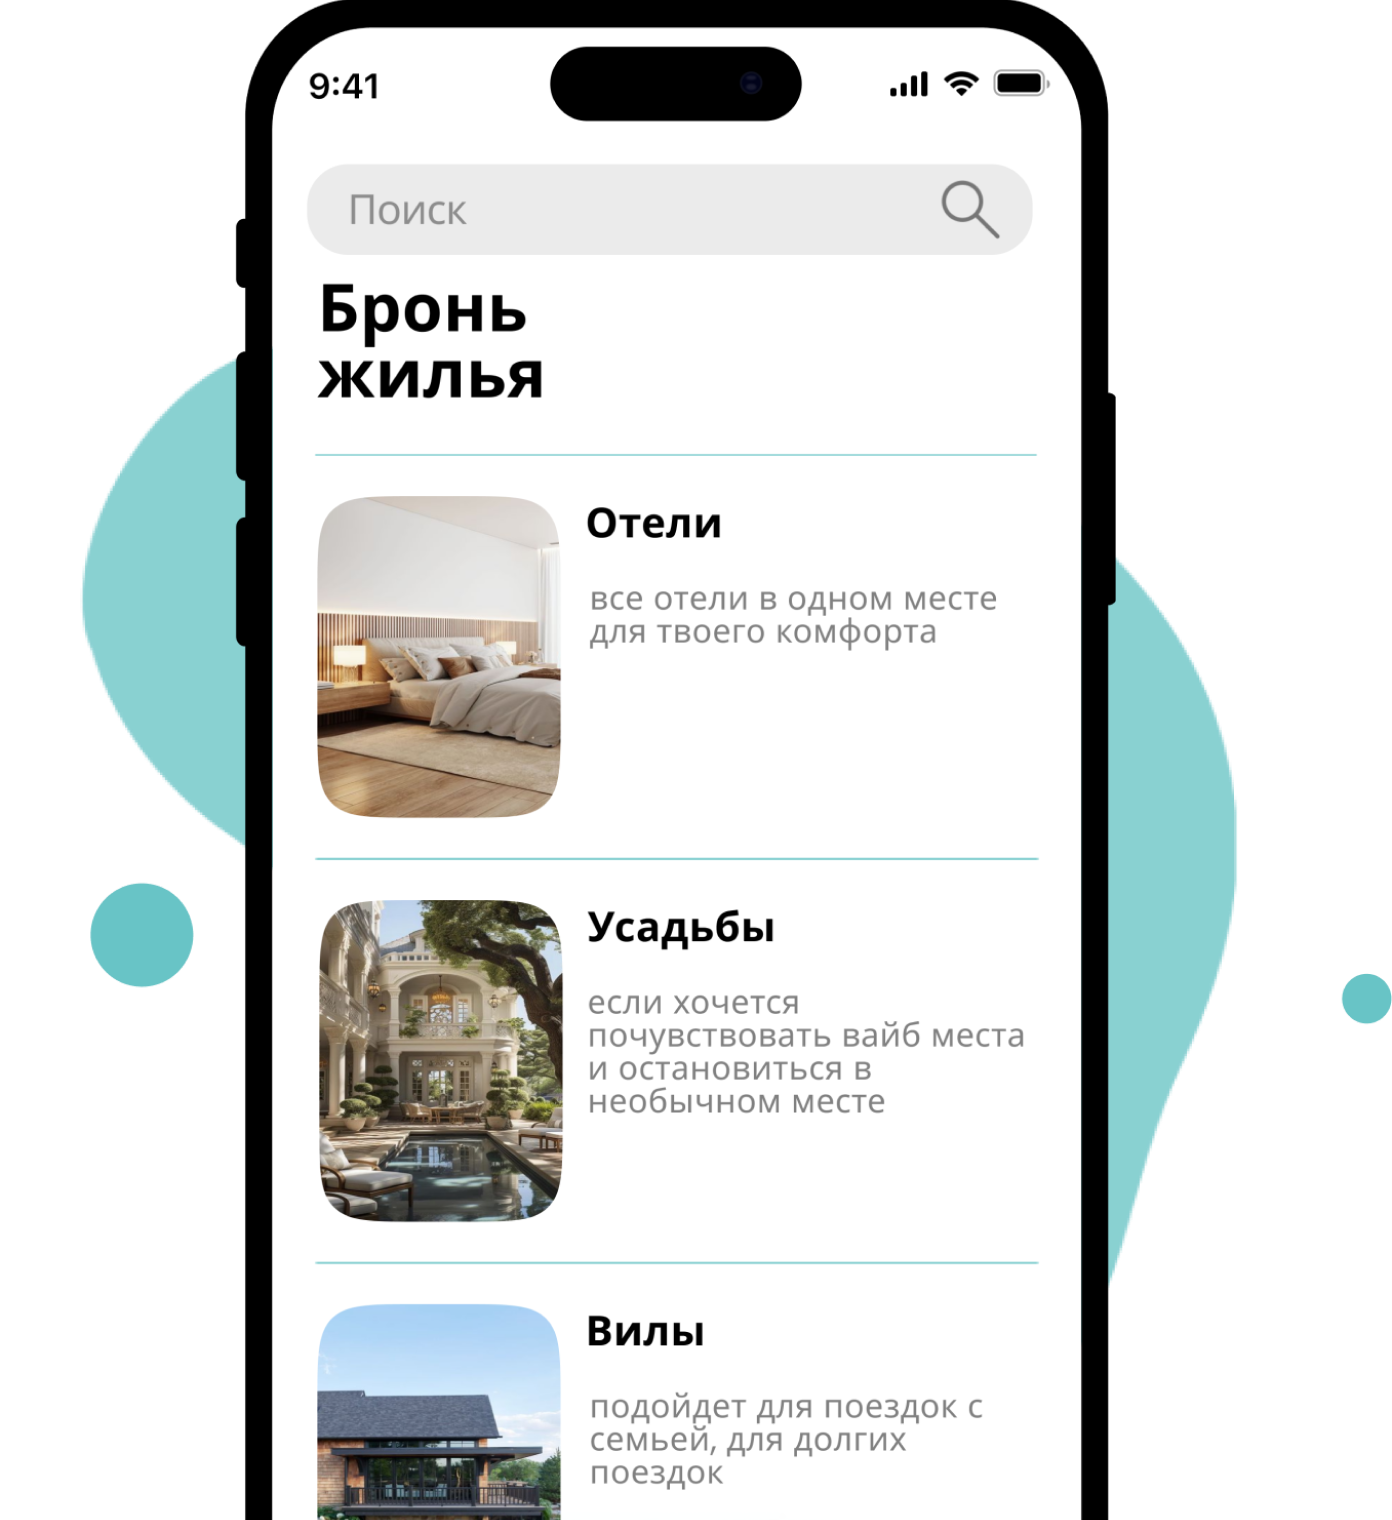 9:41
Поиск
Бронь
жилья
Отели
все отели в одном месте
для твоего комфорта
Усадьбы
если хочется
почувствовать вайб места
и остановиться в
необычном месте
Вилы
подойдет для поездок с
семьей, для долгих
поездок